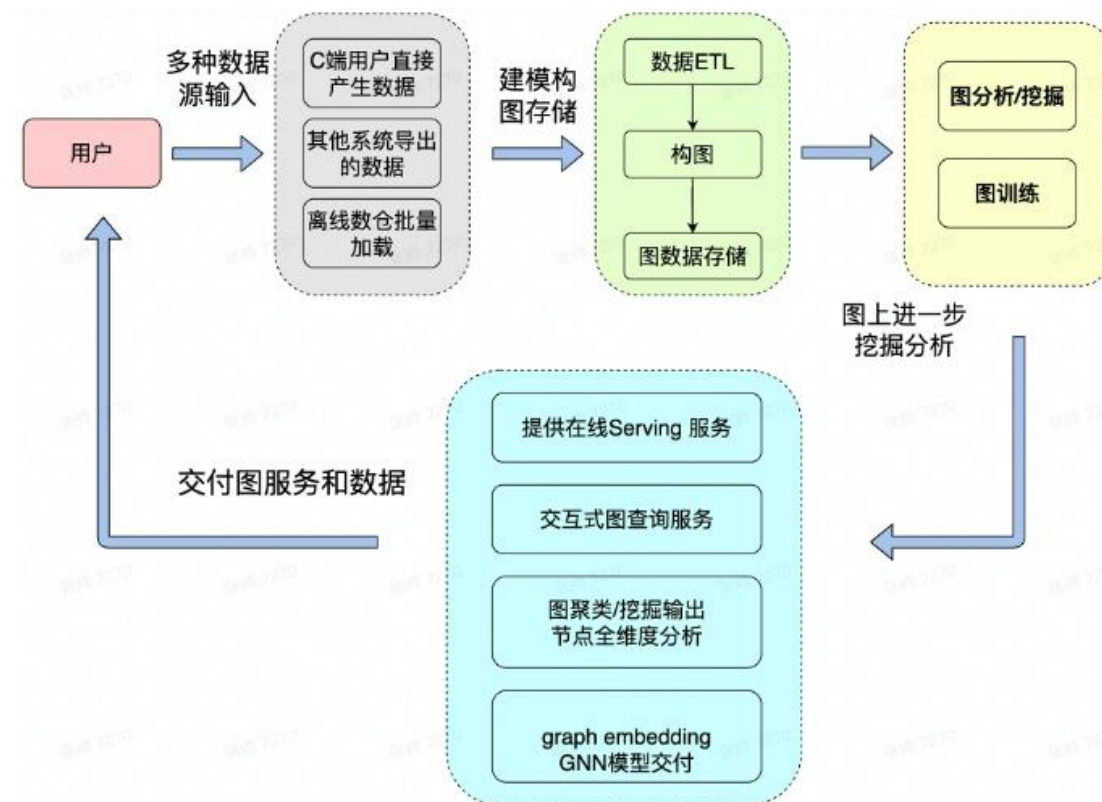 用户
多种数据
源输入
C端用户直接
产生数据
其他系统导出
的数据
离线数仓批量
加载
建模构
图存储
数据ETL
构图
图数据存储
图分析/挖掘
图训练
图上进一步
挖掘分析
提供在线Serving 服务
交互式图查询服务
图聚类/挖掘输出
节点全维度分析
graph embedding
GNN模型交付
交付图服务和数据